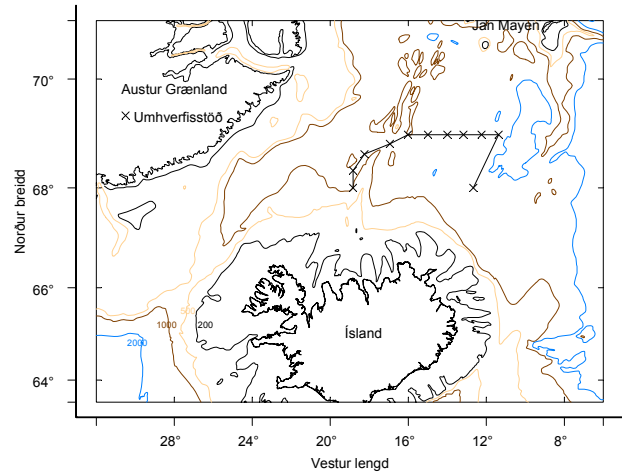 Jan Mayen
70°
Austur Grænland
× Umhverfisstöð
68°
Norður breidd
66°
500
1000
200
2000
Ísland
64°
28°
24°
20°
16°
12°
8°
Vestur lengd